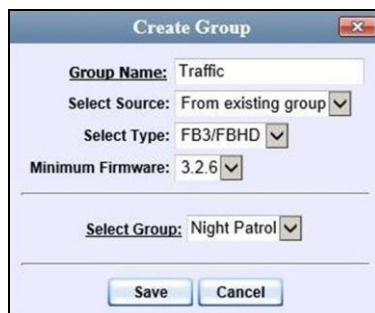 Create Group
Group Name: Traffic
Select Source: From existing group
Select Type: FB3/FBHD
Minimum Firmware: 3.2.6
Select Group: Night Patrol
Save Cancel